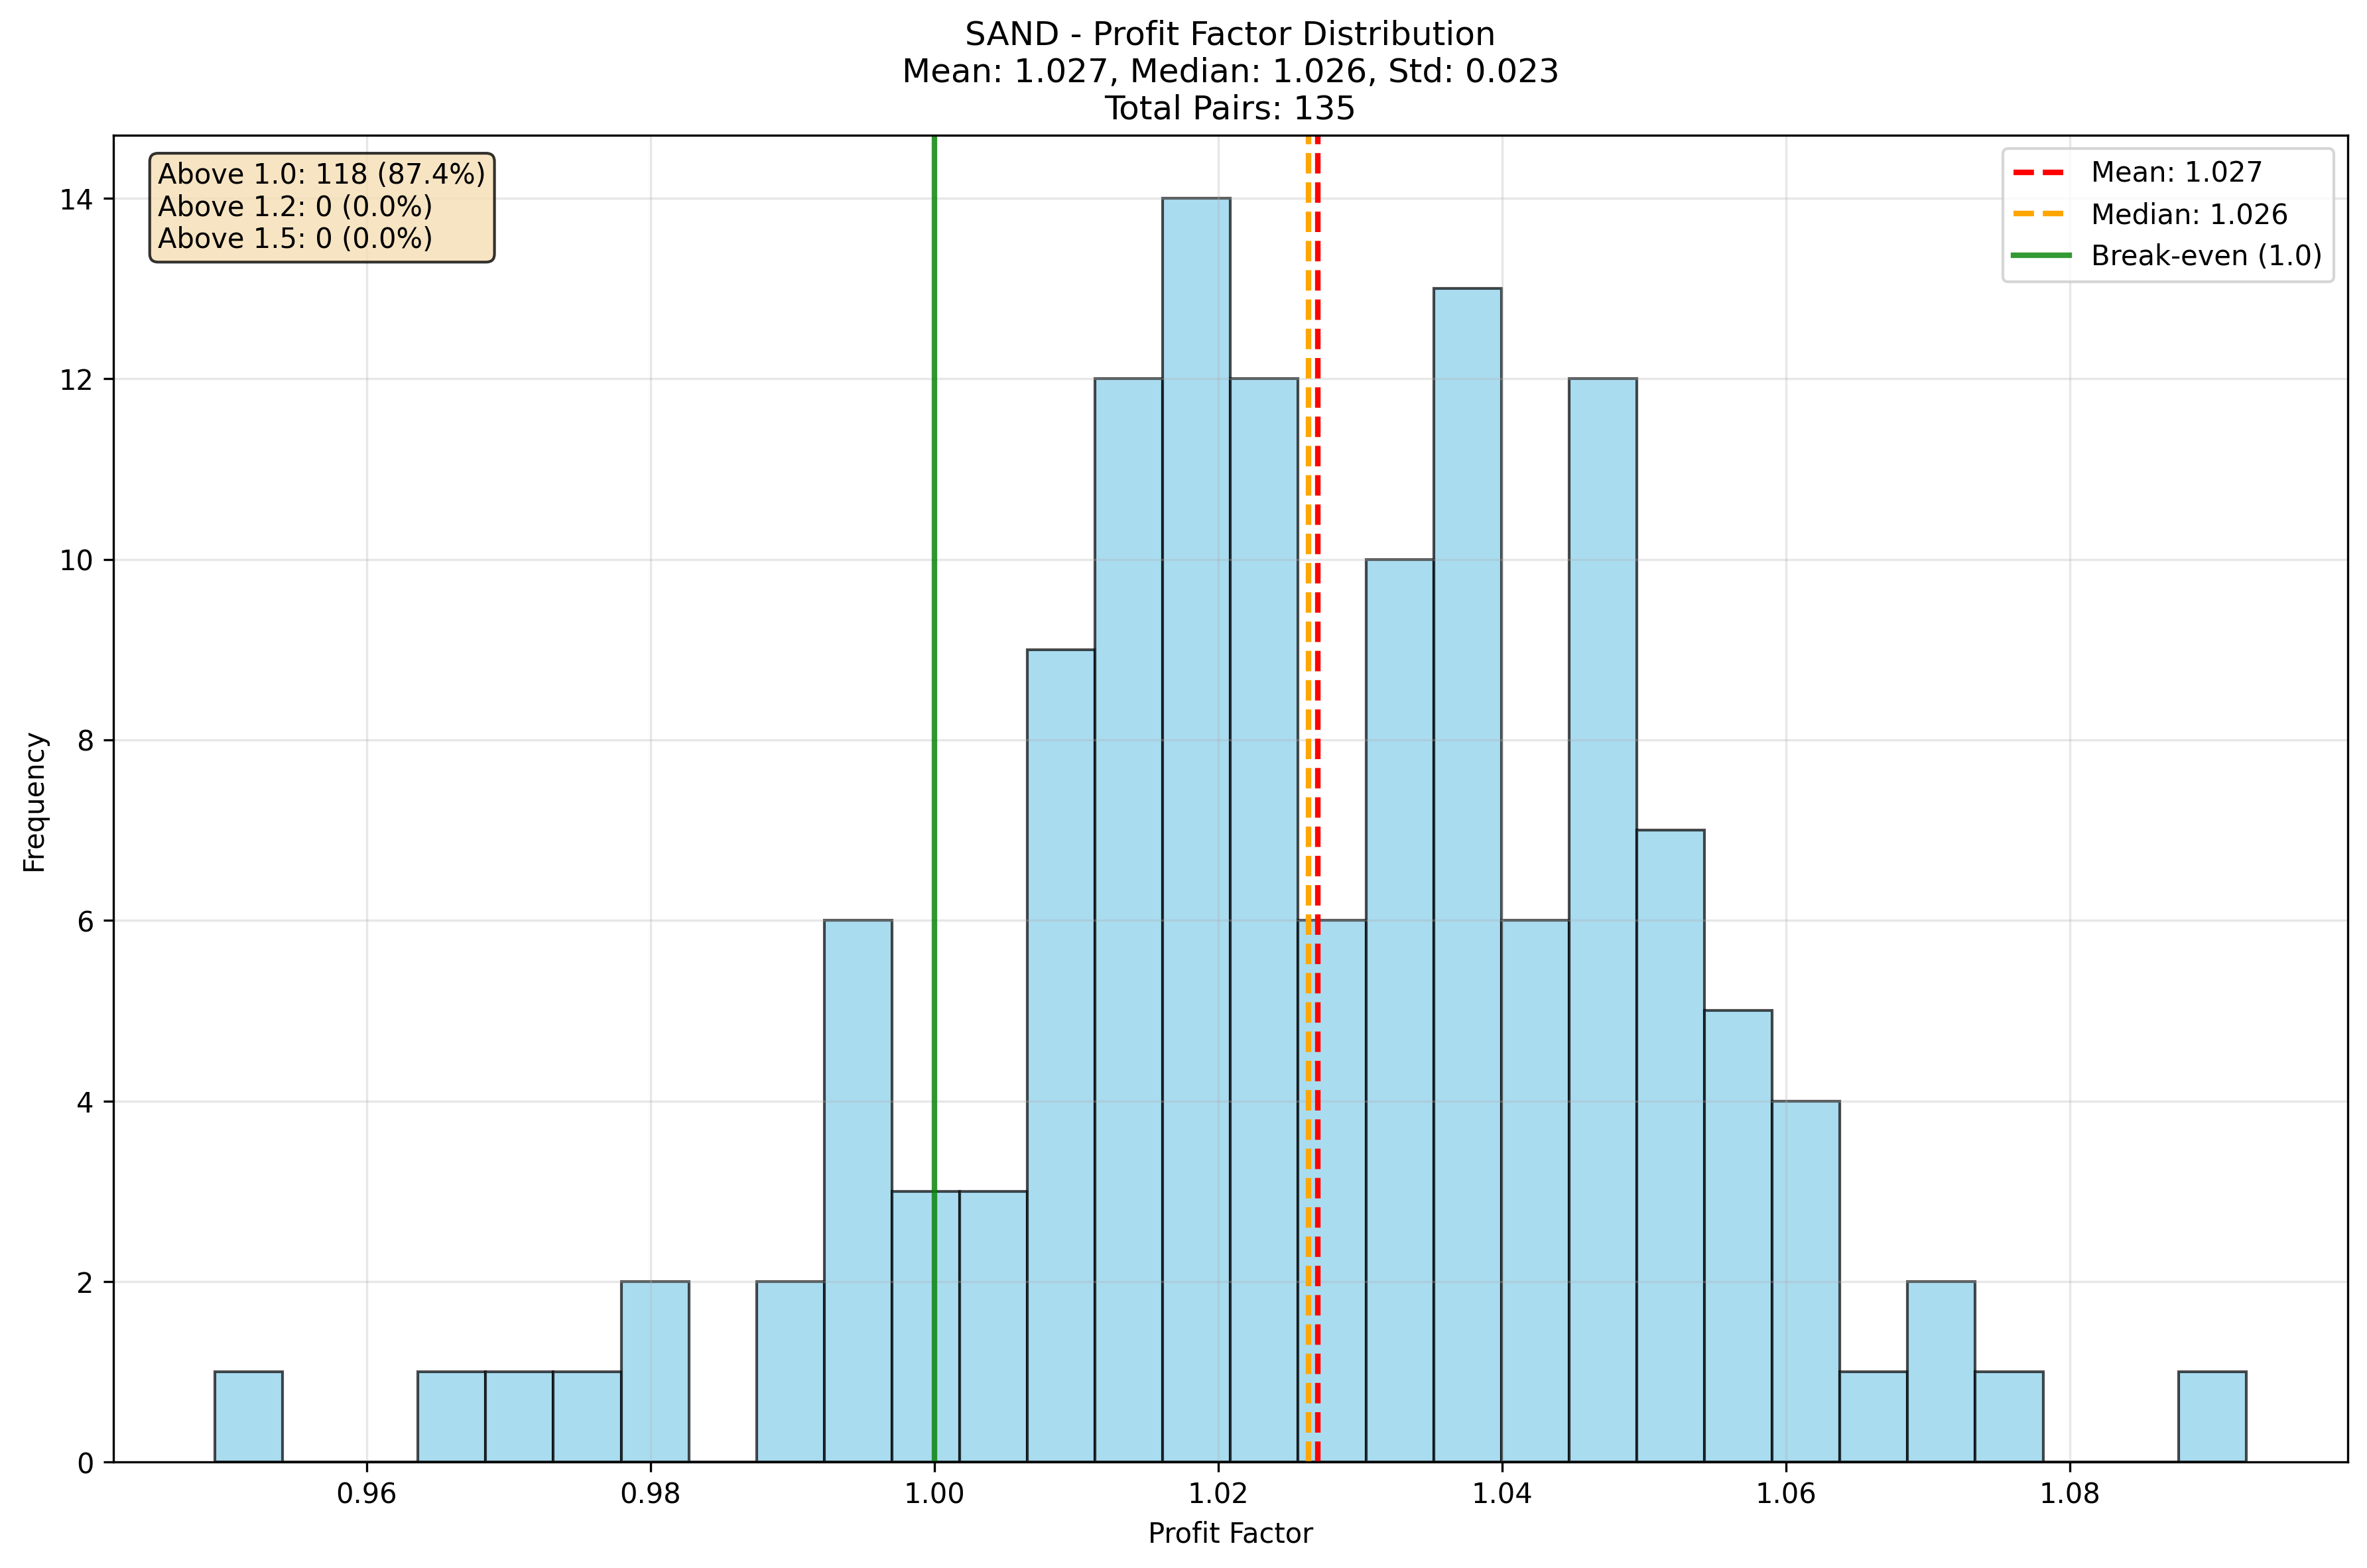 SAND - Profit Factor Distribution
Mean: 1.027, Median: 1.026, Std: 0.023
Total Pairs: 135
Above 1.0: 118 (87.4%)
Above 1.2: 0 (0.0%)
Above 1.5: 0 (0.0%)
Mean: 1.027
Median: 1.026
Break-even (1.0)
Frequency
14
12
10
8
6
4
2
0
0.96
0.98
1.00
1.02
1.04
1.06
1.08
Profit Factor